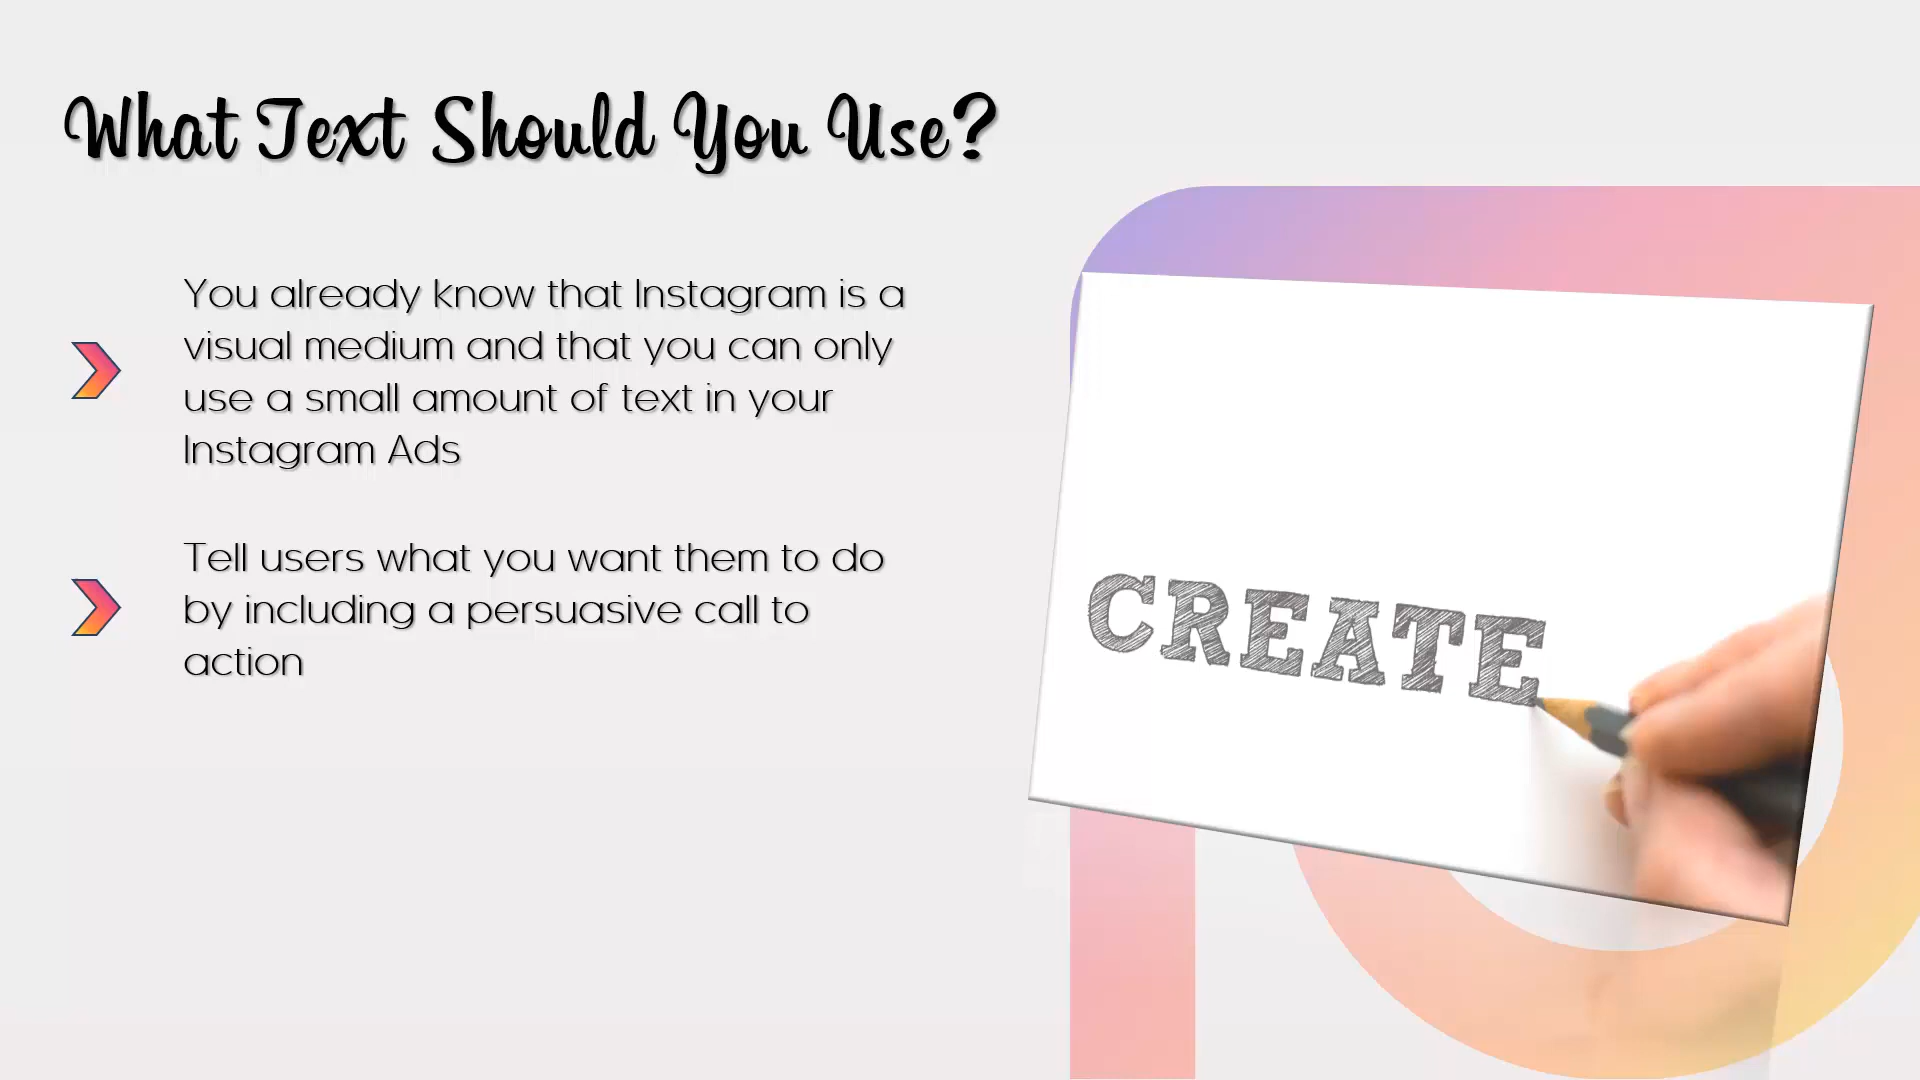 What Text Should You Use?
You already know that Instagram is a
visual medium and that you can only
use a small amount of text in your
Instagram Ads
Tell users what you want them to do
by including a persuasive call to
action
CREATE